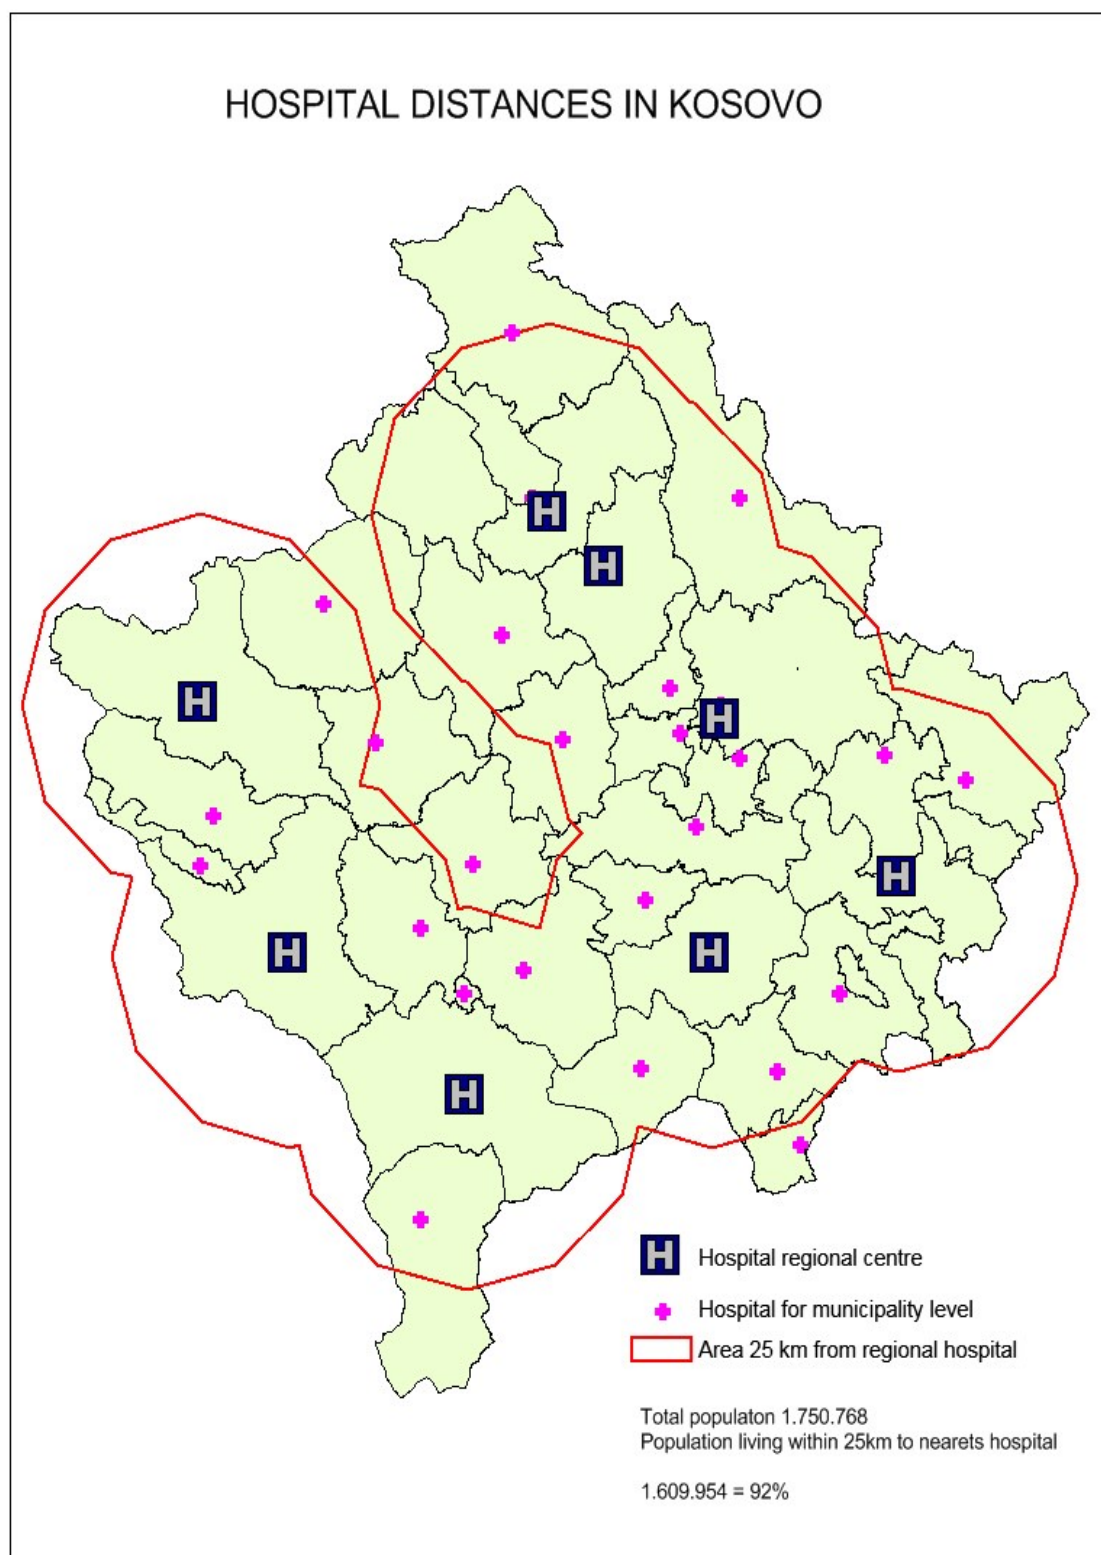 HOSPITAL DISTANCES IN KOSOVO
H
H
H
H
H
H
H
H
H Hospital regional centre
Hospital for municipality level
Area 25 km from regional hospital
Total populaton 1.750.768
Population living within 25km to nearets hospital
1.609.954 = 92%